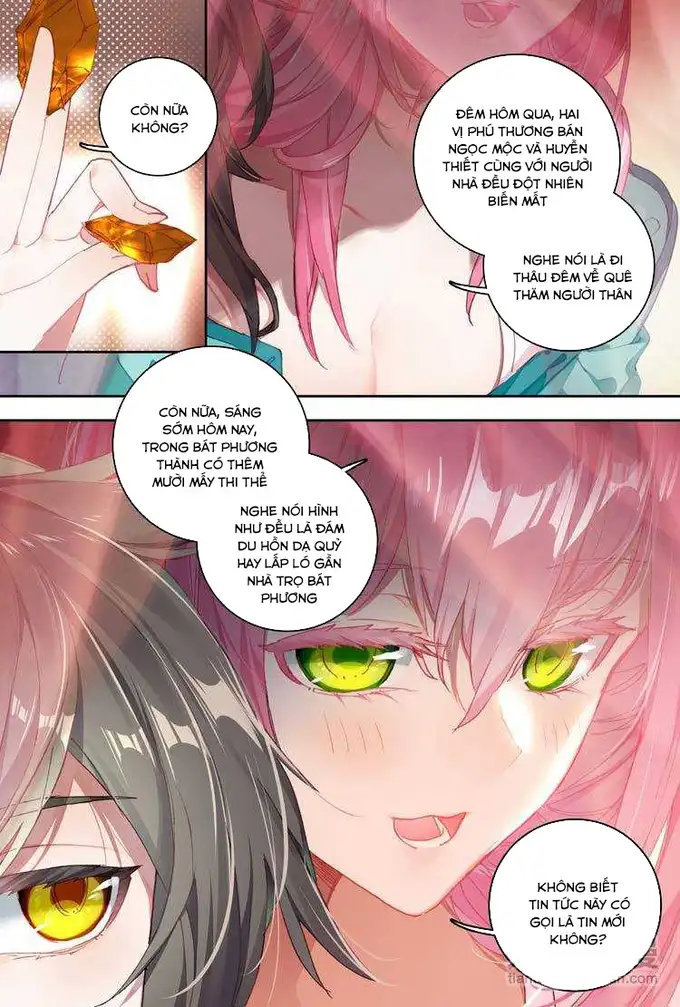 CÒN NỮA
KHÔNG?
ĐÊM HÔM QUA, HAI
VỊ PHÚ THƯƠNG BÁN
NGỌC MỘC VÀ HUYỀN
THIẾT CÙNG VỚI NGƯỜI
NHÀ ĐỀU ĐỘT NHIÊN
BIẾN MẤT
NGHE NÓI LÀ ĐI
THÂU ĐÊM VỀ QUÊ
THĂM NGƯỜI THÂN
CÒN NỮA, SÁNG
SỚM HÔM NAY,
TRONG BÁT PHƯƠNG
THÀNH CÓ THÊM
MƯỜI MẤY THI THỂ
NGHE NÓI HÌNH
NHƯ ĐỀU LÀ ĐÁM
DU HỒN DẠ QUỶ
HAY LẤP LÓ GẦN
NHÀ TRỌ BÁT
PHƯƠNG
KHÔNG BIẾT
TIN TỨC NÀY CÓ
GỌI LÀ TIN MỚI
KHÔNG?